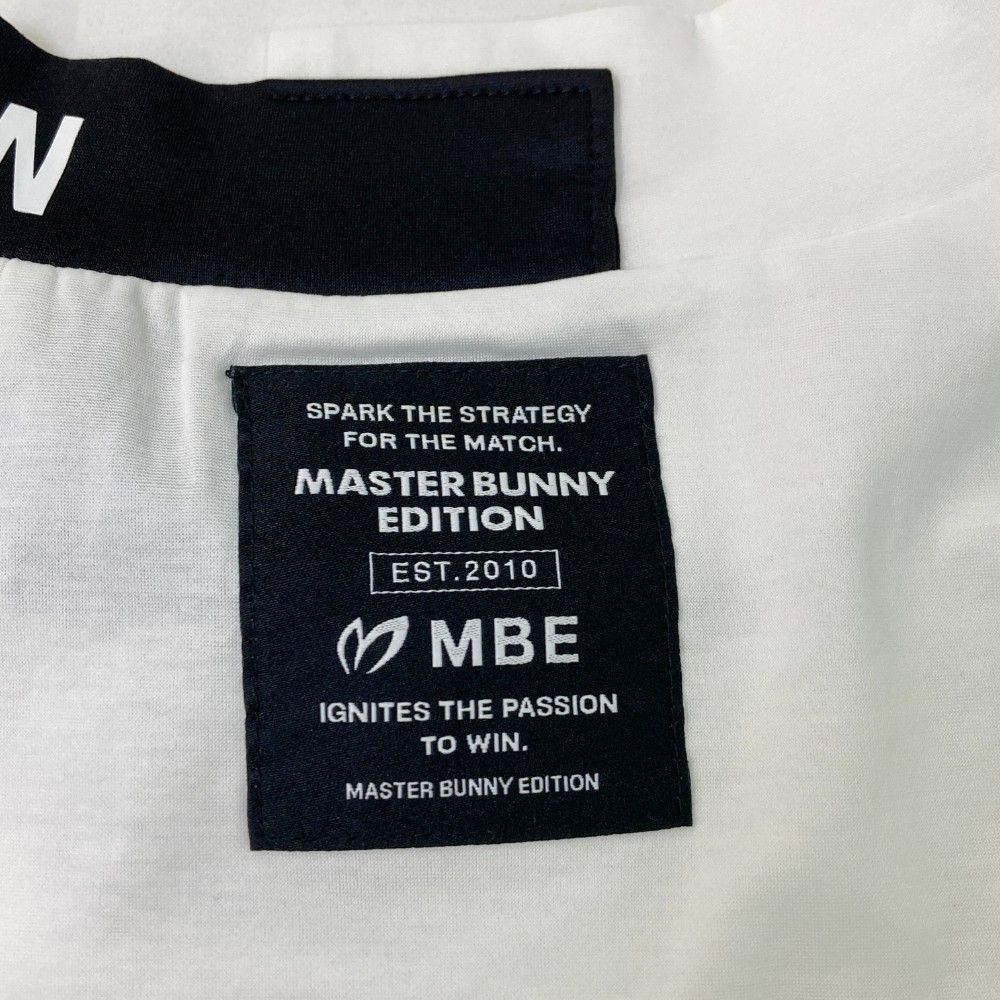 W
SPARK THE STRATEGY
FOR THE MATCH.
MASTER BUNNY
EDITION
EST.2010
MBE
IGNITES THE PASSION
TO WIN.
MASTER BUNNY EDITION